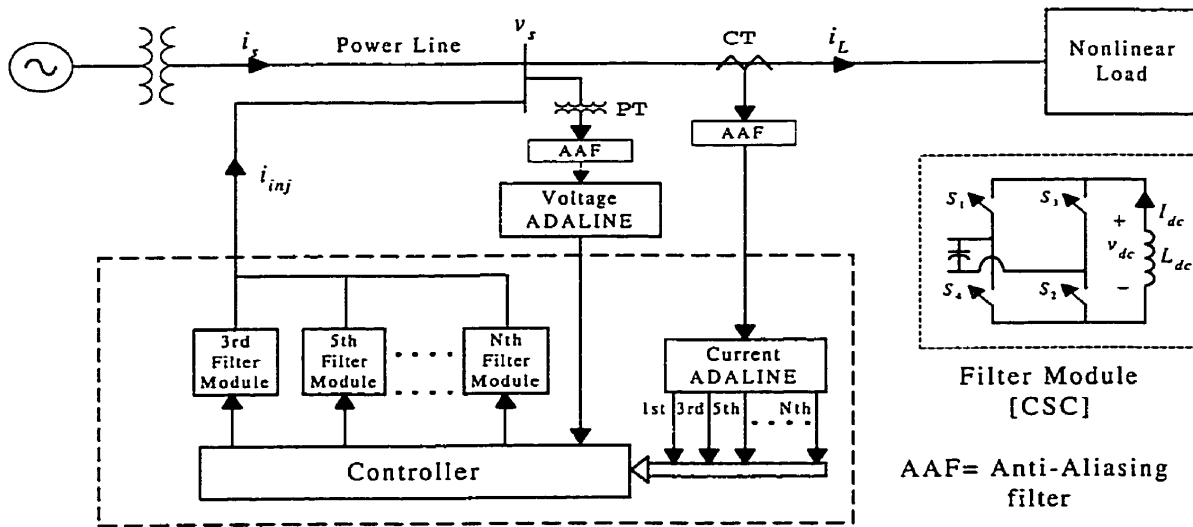 i_s
Power Line
v_s
CT
i_L
Nonlinear
Load
PT
AAF
AAF
i_inj
Voltage
ADALINE
S_1
S_3
+
I_dc
v_dc
L_dc
S_4
S_2
−
3rd
Filter
Module
5th
Filter
Module
. . . . .
. . . . .
Nth
Filter
Module
Current
ADALINE
1st
3rd
5th
Nth
. . . . .
Controller
Filter Module
[CSC]
AAF= Anti-Aliasing
filter